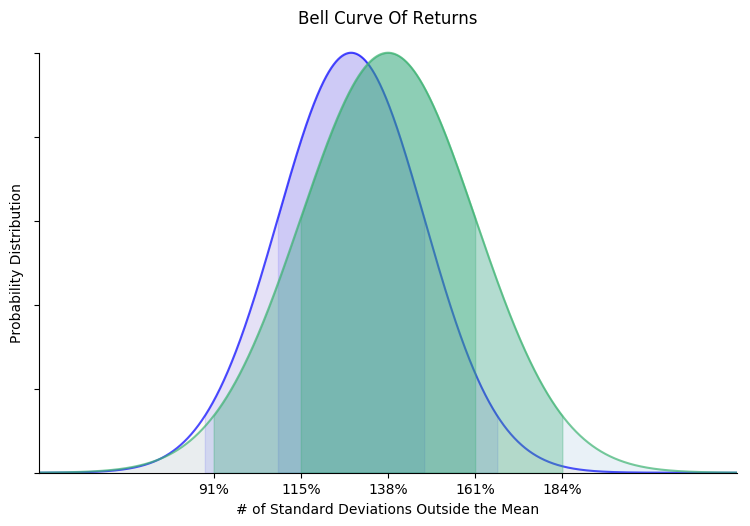 Bell Curve Of Returns
Probability Distribution
91%
115%
138%
161%
184%
# of Standard Deviations Outside the Mean